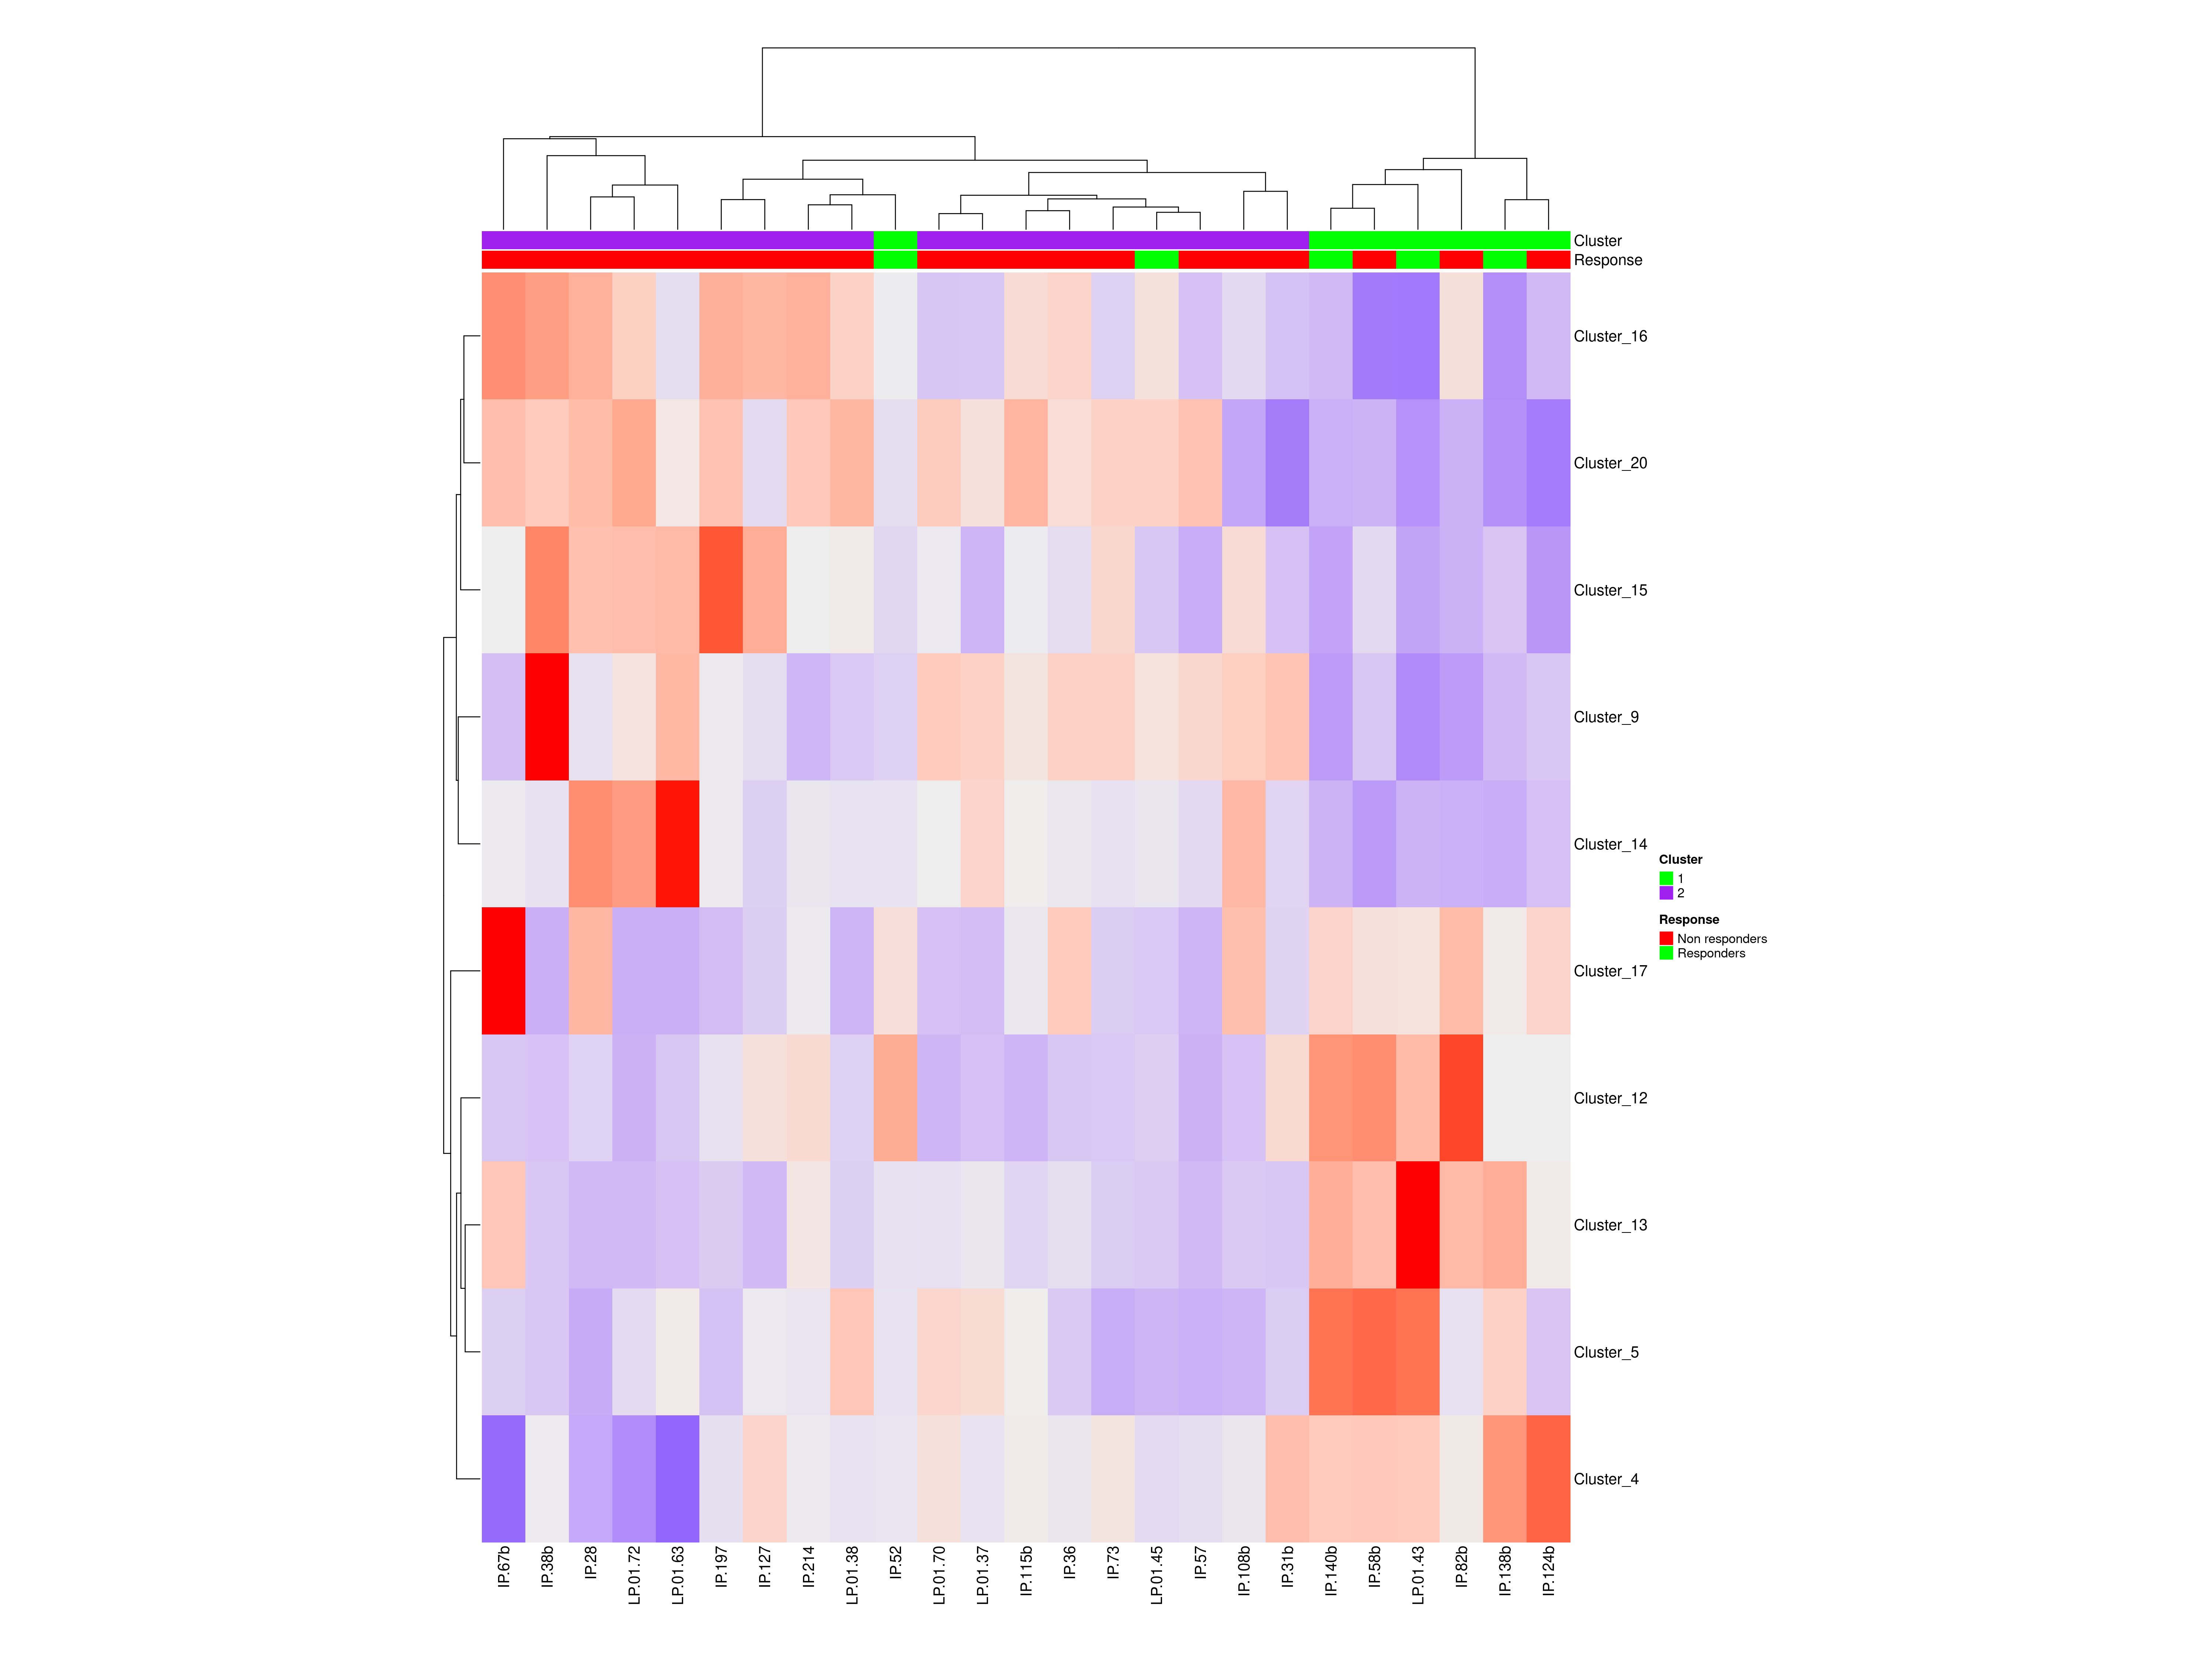 Cluster
Response
Cluster_16
Cluster_20
Cluster_15
Cluster_9
Cluster_14
Cluster_17
Cluster_12
Cluster_13
Cluster_5
Cluster_4
Cluster
1
2
Response
Non responders
Responders
IP.67b
IP.38b
IP.28
LP.01.72
LP.01.63
IP.197
IP.127
IP.214
LP.01.38
IP.52
LP.01.70
LP.01.37
IP.115b
IP.36
IP.73
LP.01.45
IP.57
IP.108b
IP.31b
IP.140b
IP.58b
LP.01.43
IP.82b
IP.138b
IP.124b